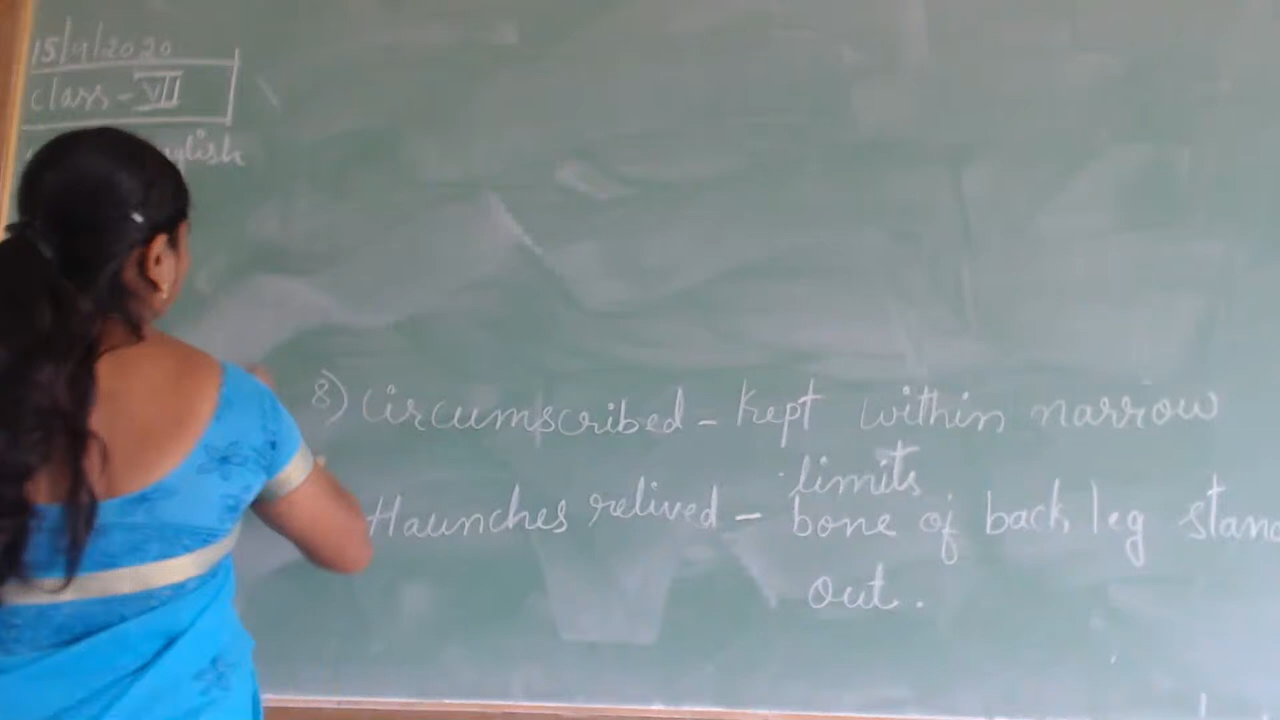 15/9/2020
class - VII
8) Circumscribed - kept within narrow
limits
Haunches relived - bone of back leg stand
out.